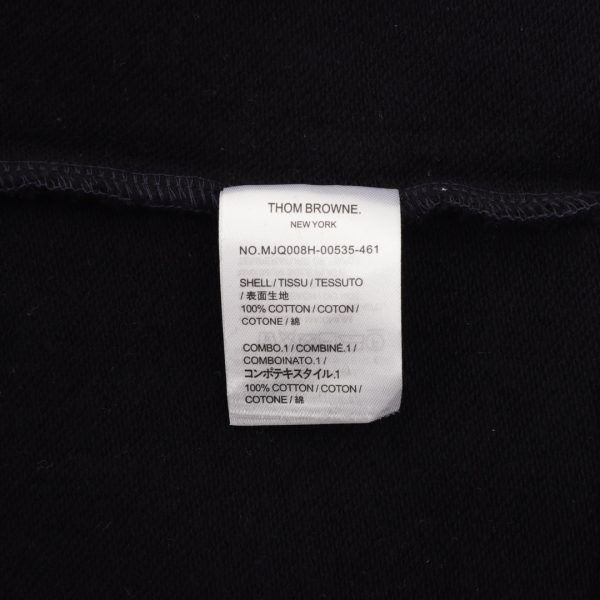 THOM BROWNE.
NEW YORK
NO.MJQ008H-00535-461
SHELL / TISSU / TESSUTO
/ 表面生地
100% COTTON / COTON /
COTONE / 綿
COMBO.1 / COMBINÉ.1 /
COMBOINATO.1 /
コンボテキスタイル.1
100% COTTON / COTON /
COTONE / 綿